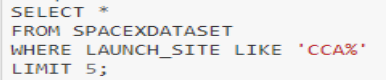 SELECT *
FROM SPACEXDATASET
WHERE LAUNCH_SITE LIKE 'CCA%'
LIMIT 5;